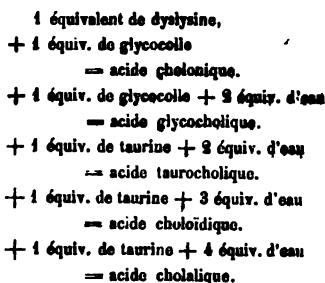 1 équivalent de dyslysine,
+ 1 équiv. de glycocolle
= acide cholonique.
+ 1 équiv. de glycocolle + 2 équiv. d'eau
= acide glycocholique.
+ 1 équiv. de taurine + 2 équiv. d'eau
= acide taurocholique.
+ 1 équiv. de taurine + 3 équiv. d'eau
= acide choloïdique.
+ 1 équiv. de taurine + 4 équiv. d'eau
= acide cholalique.